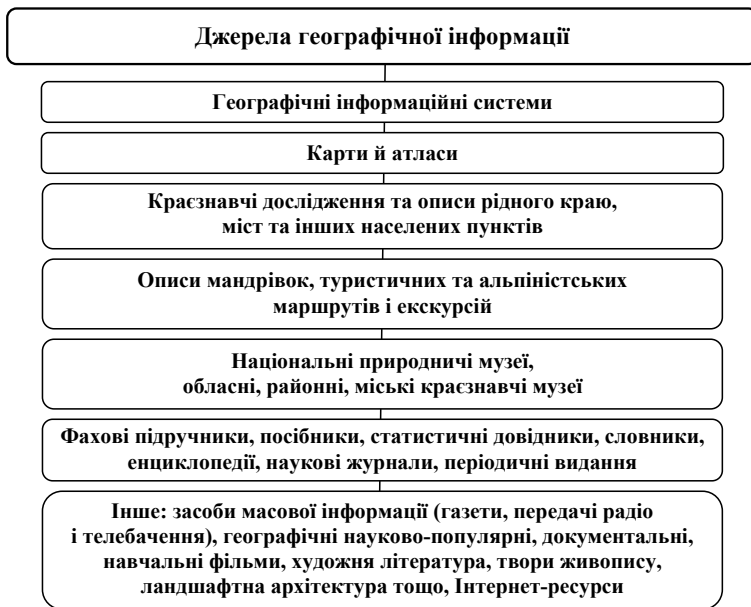 Джерела географічної інформації
Географічні інформаційні системи
Карти й атласи
Краєзнавчі дослідження та описи рідного краю,
міст та інших населених пунктів
Описи мандрівок, туристичних та альпіністських
маршрутів і екскурсій
Національні природничі музеї,
обласні, районні, міські краєзнавчі музеї
Фахові підручники, посібники, статистичні довідники, словники,
енциклопедії, наукові журнали, періодичні видання
Інше: засоби масової інформації (газети, передачі радіо
і телебачення), географічні науково-популярні, документальні,
навчальні фільми, художня література, твори живопису,
ландшафтна архітектура тощо, Інтернет-ресурси